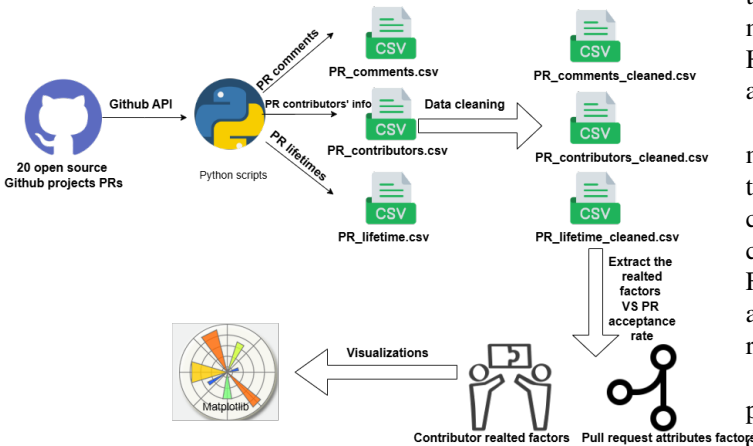 Github API
20 open source
Github projects PRs
Python scripts
PR comments
PR contributors' info
PR lifetimes
CSV
PR_comments.csv
CSV
PR_contributors.csv
CSV
PR_lifetime.csv
Data cleaning
CSV
PR_comments_cleaned.csv
CSV
PR_contributors_cleaned.csv
CSV
PR_lifetime_cleaned.csv
Extract the
realted
factors
VS PR
acceptance
rate
Visualizations
Matplotlib
Contributor realted factors
Pull request attributes factors